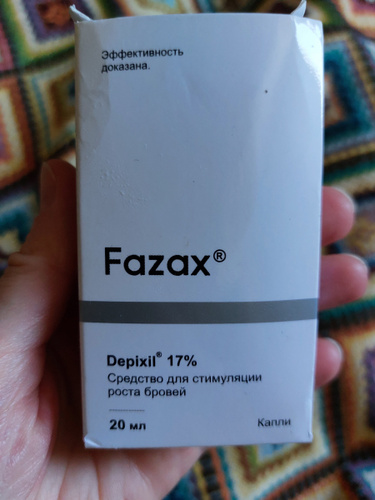 Эффективность
доказана.
Fazax®
Depixil® 17%
Средство для стимуляции
роста бровей
20 мл
Капли